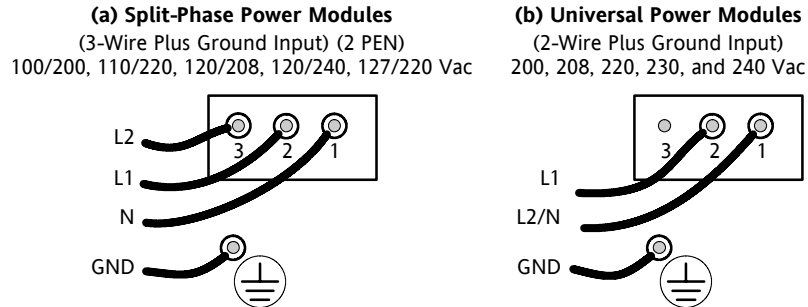 (a) Split-Phase Power Modules
(3-Wire Plus Ground Input) (2 PEN)
100/200, 110/220, 120/208, 120/240, 127/220 Vac
L2
3 2 1
L1
N
GND
(b) Universal Power Modules
(2-Wire Plus Ground Input)
200, 208, 220, 230, and 240 Vac
3 2 1
L1
L2/N
GND